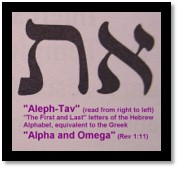 את
"Aleph-Tav" (read from right to left)
"The First and Last" letters of the Hebrew
Alphabet, equivalent to the Greek
"Alpha and Omega" (Rev 1:11)